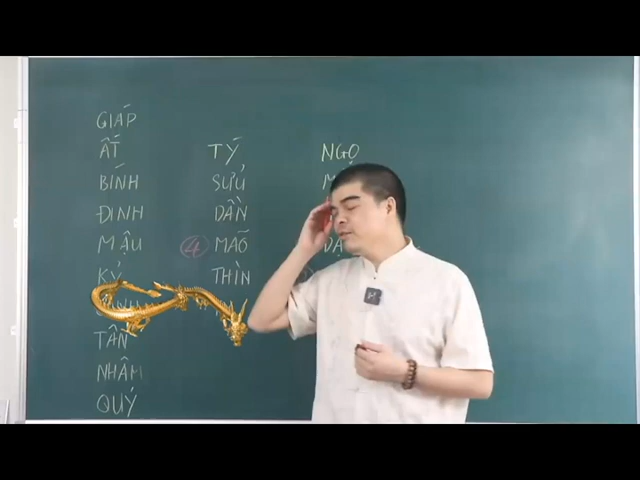 GIÁP
ẤT
BÍNH
ĐINH
MẬU
KỶ
TÂN
NHÂM
QUÝ
TÝ
SỬU
DẦN
4 MÃO
THÌN
NGỌ